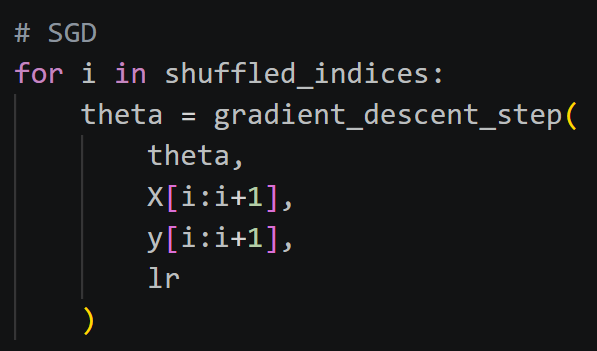 # SGD
for i in shuffled_indices:
    theta = gradient_descent_step(
        theta,
        X[i:i+1],
        y[i:i+1],
        lr
    )